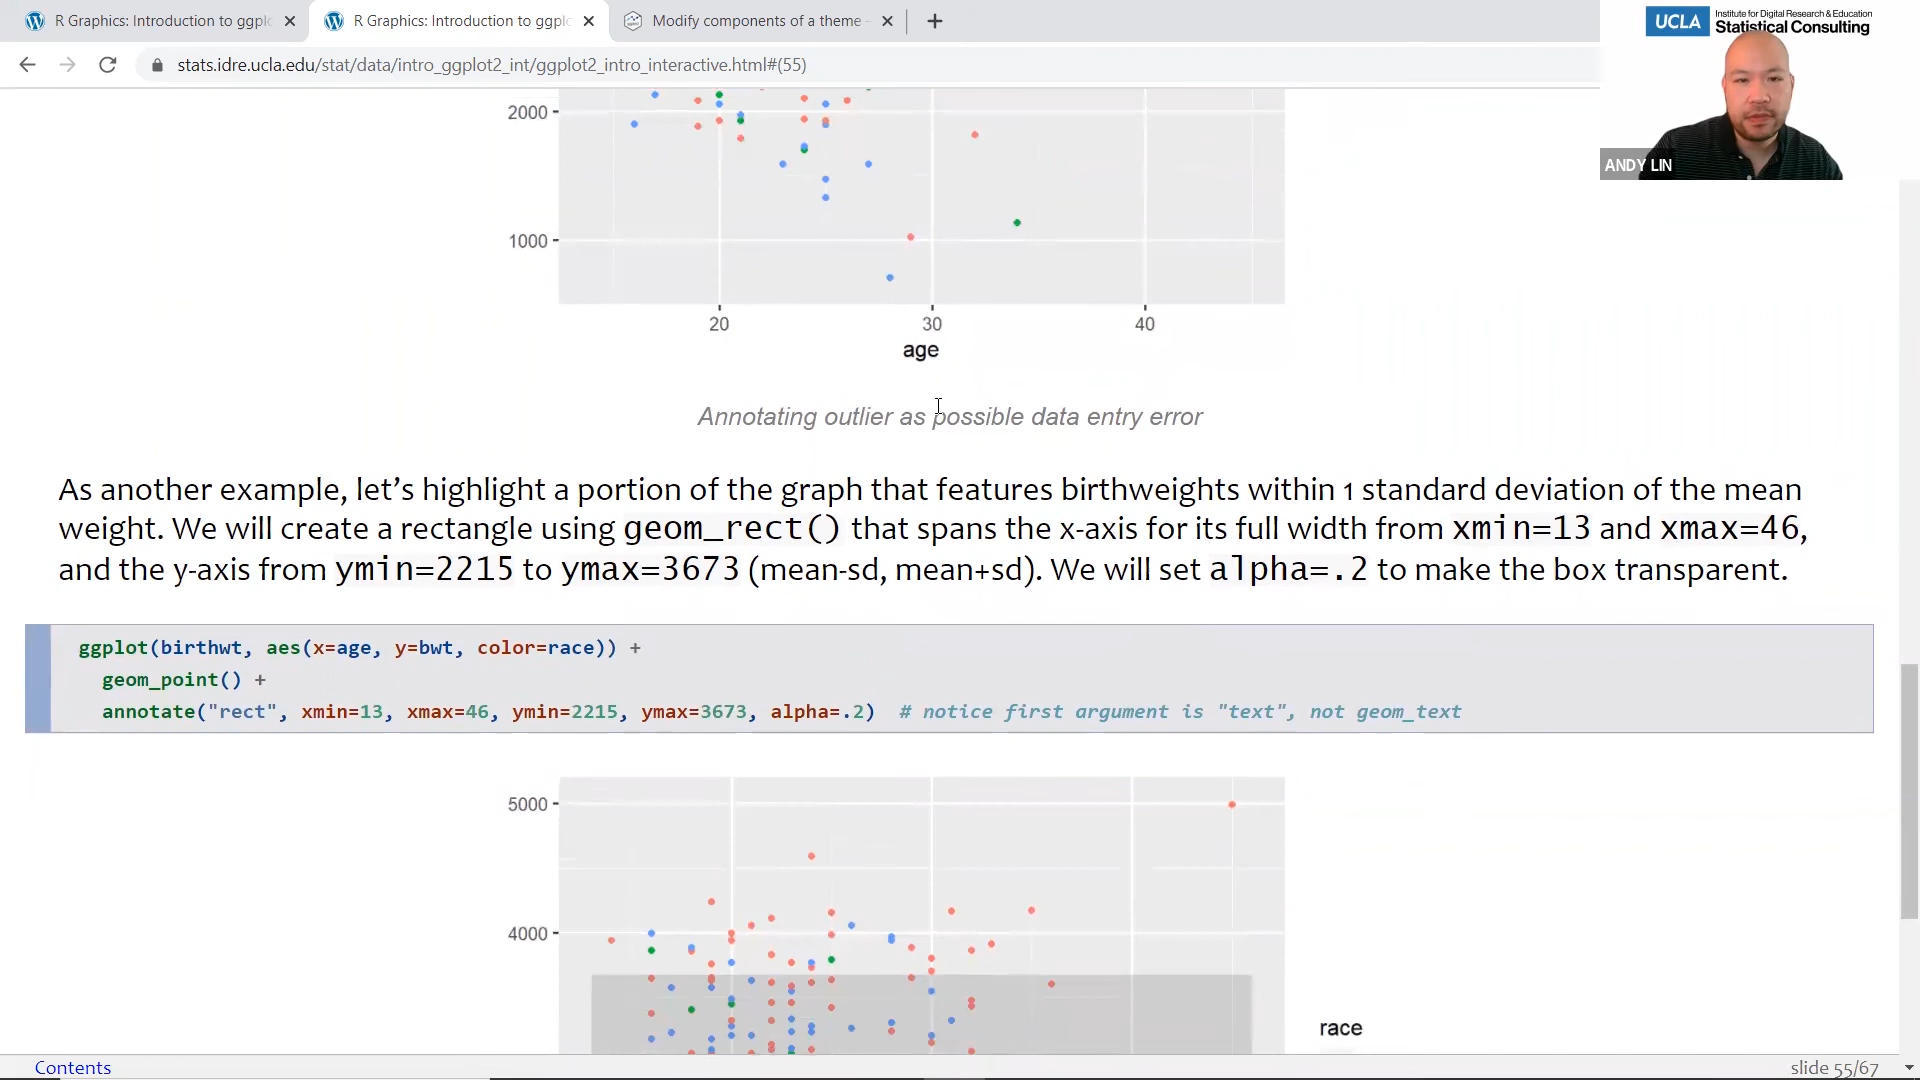 R Graphics: Introduction to ggplo
R Graphics: Introduction to ggplo
Modify components of a theme
stats.idre.ucla.edu/stat/data/intro_ggplot2_int/ggplot2_intro_interactive.html#(55)
UCLA
Institute for Digital Research & Education
Statistical Consulting
ANDY LIN
2000
1000
20 30 40
age
Annotating outlier as possible data entry error
As another example, let’s highlight a portion of the graph that features birthweights within 1 standard deviation of the mean
weight. We will create a rectangle using geom_rect() that spans the x-axis for its full width from xmin=13 and xmax=46,
and the y-axis from ymin=2215 to ymax=3673 (mean-sd, mean+sd). We will set alpha=.2 to make the box transparent.
ggplot(birthwt, aes(x=age, y=bwt, color=race)) +
geom_point() +
annotate("rect", xmin=13, xmax=46, ymin=2215, ymax=3673, alpha=.2) # notice first argument is "text", not geom_text
5000
4000
race
Contents
slide 55/67